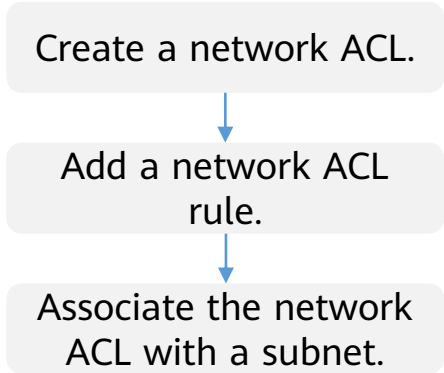 Create a network ACL.
Add a network ACL
rule.
Associate the network
ACL with a subnet.